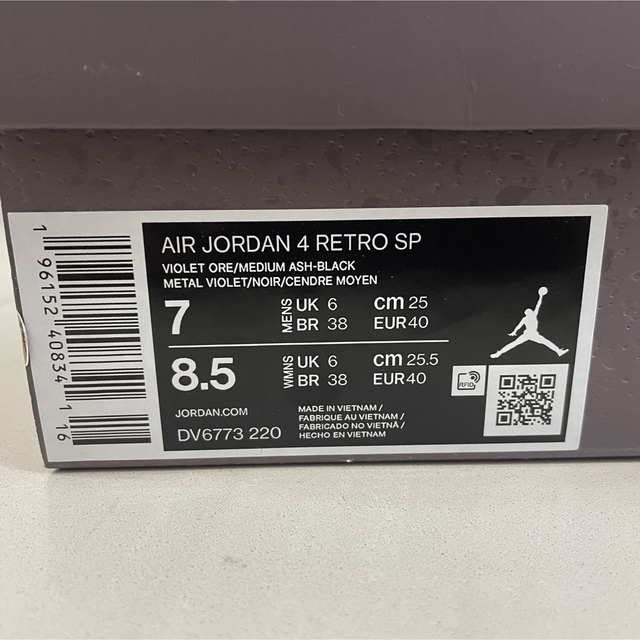 AIR JORDAN 4 RETRO SP
VIOLET ORE/MEDIUM ASH-BLACK
METAL VIOLET/NOIR/CENDRE MOYEN
7 MENS UK 6 cm 25
BR 38 EUR 40
8.5 WMNS UK 6 cm 25.5
BR 38 EUR 40
RFID
JORDAN.COM
DV6773 220
MADE IN VIETNAM /
FABRIQUE AU VIETNAM /
FABRICADO NO VIETNÃ /
HECHO EN VIETNAM
1 96152 40834 1 16